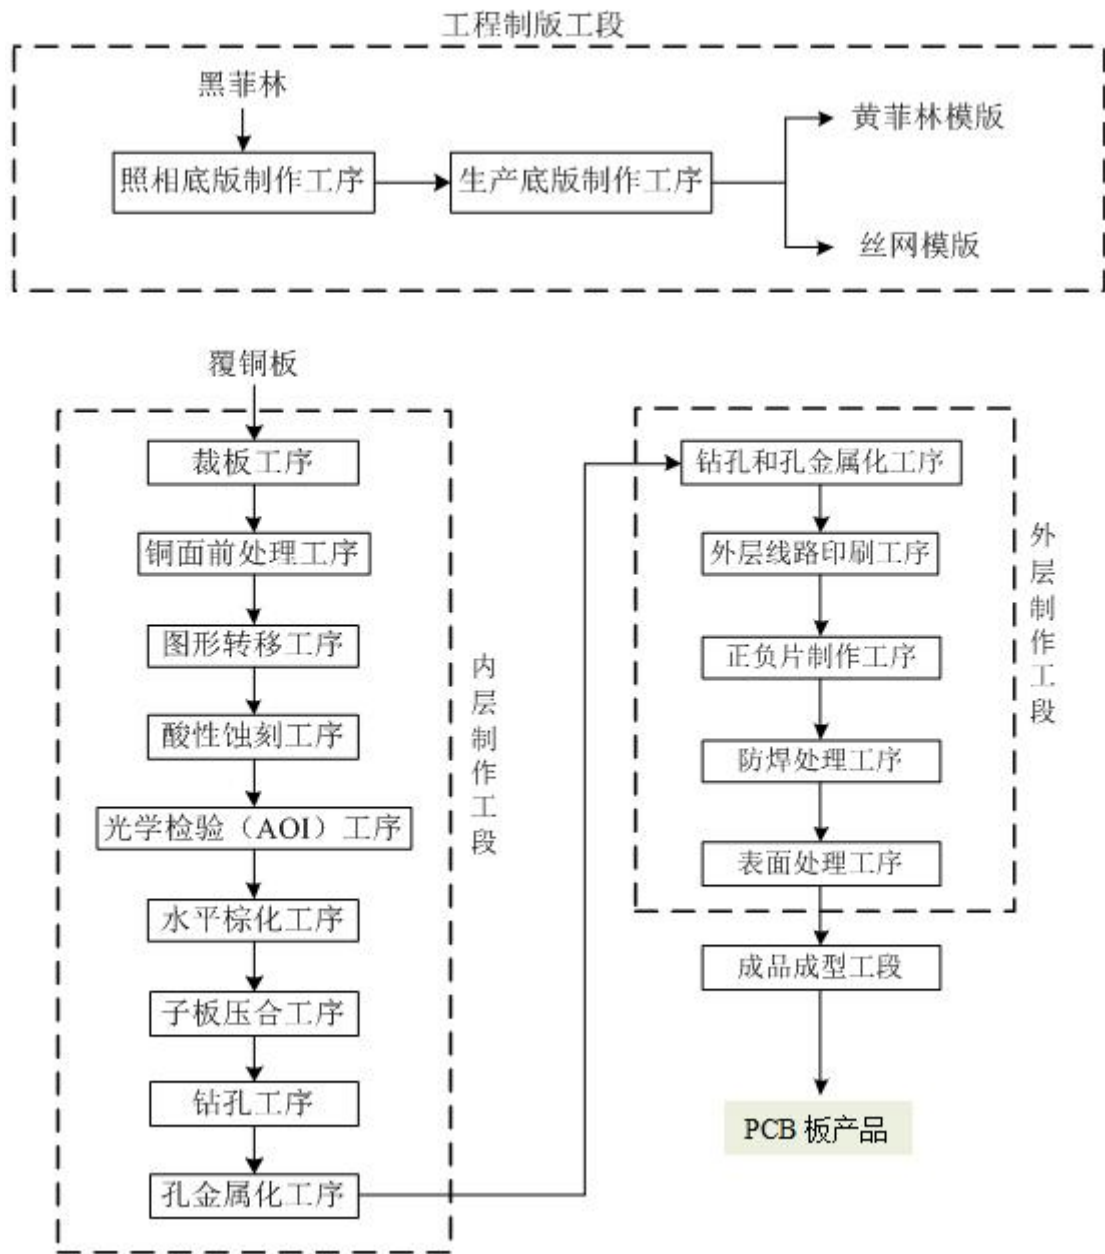 工程制版工段
黑菲林
照相底版制作工序
生产底版制作工序
黄菲林模版
丝网模版
覆铜板
裁板工序
铜面前处理工序
图形转移工序
酸性蚀刻工序
光学检验（AOI）工序
水平棕化工序
子板压合工序
钻孔工序
孔金属化工序
内层制作工段
钻孔和孔金属化工序
外层线路印刷工序
正负片制作工序
防焊处理工序
表面处理工序
外层制作工段
成品成型工段
PCB 板产品